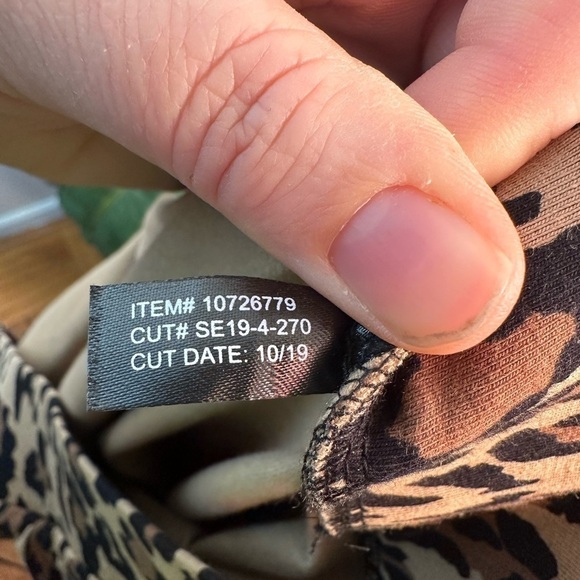 ITEM# 10726779
CUT# SE19-4-270
CUT DATE: 10/19